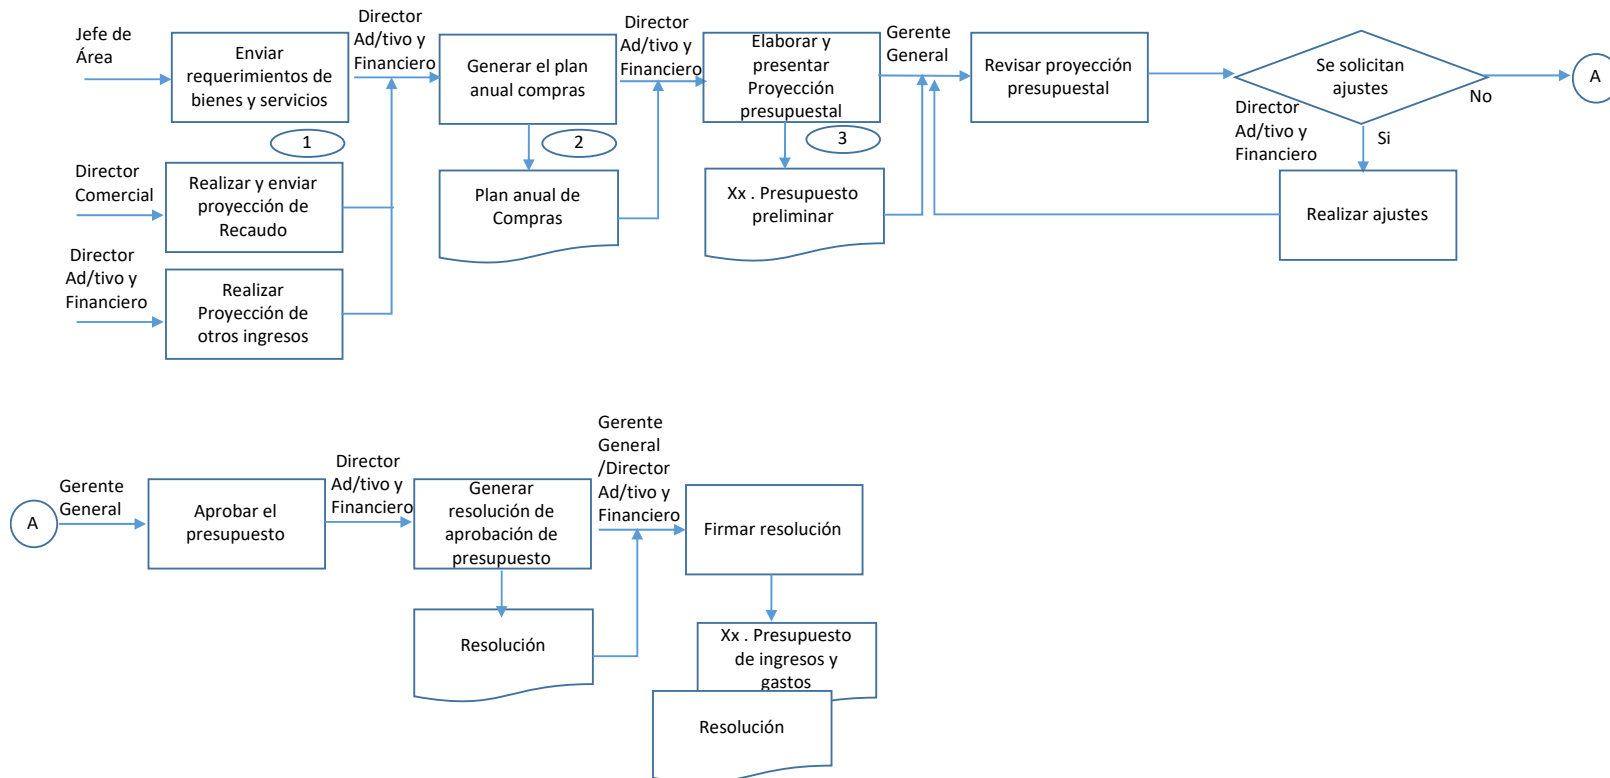 Jefe de
Área
Enviar
requerimientos de
bienes y servicios
1
Director
Comercial
Realizar y enviar
proyección de
Recaudo
Director
Ad/tivo y
Financiero
Realizar
Proyección de
otros ingresos
Director
Ad/tivo y
Financiero
Generar el plan
anual compras
2
Plan anual de
Compras
Director
Ad/tivo y
Financiero
Elaborar y
presentar
Proyección
presupuestal
3
Xx . Presupuesto
preliminar
Gerente
General
Revisar proyección
presupuestal
Se solicitan
ajustes
No
A
Director
Ad/tivo y
Financiero
Si
Realizar ajustes
A
Gerente
General
Aprobar el
presupuesto
Director
Ad/tivo y
Financiero
Generar
resolución de
aprobación de
presupuesto
Resolución
Gerente
General
/Director
Ad/tivo y
Financiero
Firmar resolución
Xx . Presupuesto
de ingresos y
gastos
Resolución